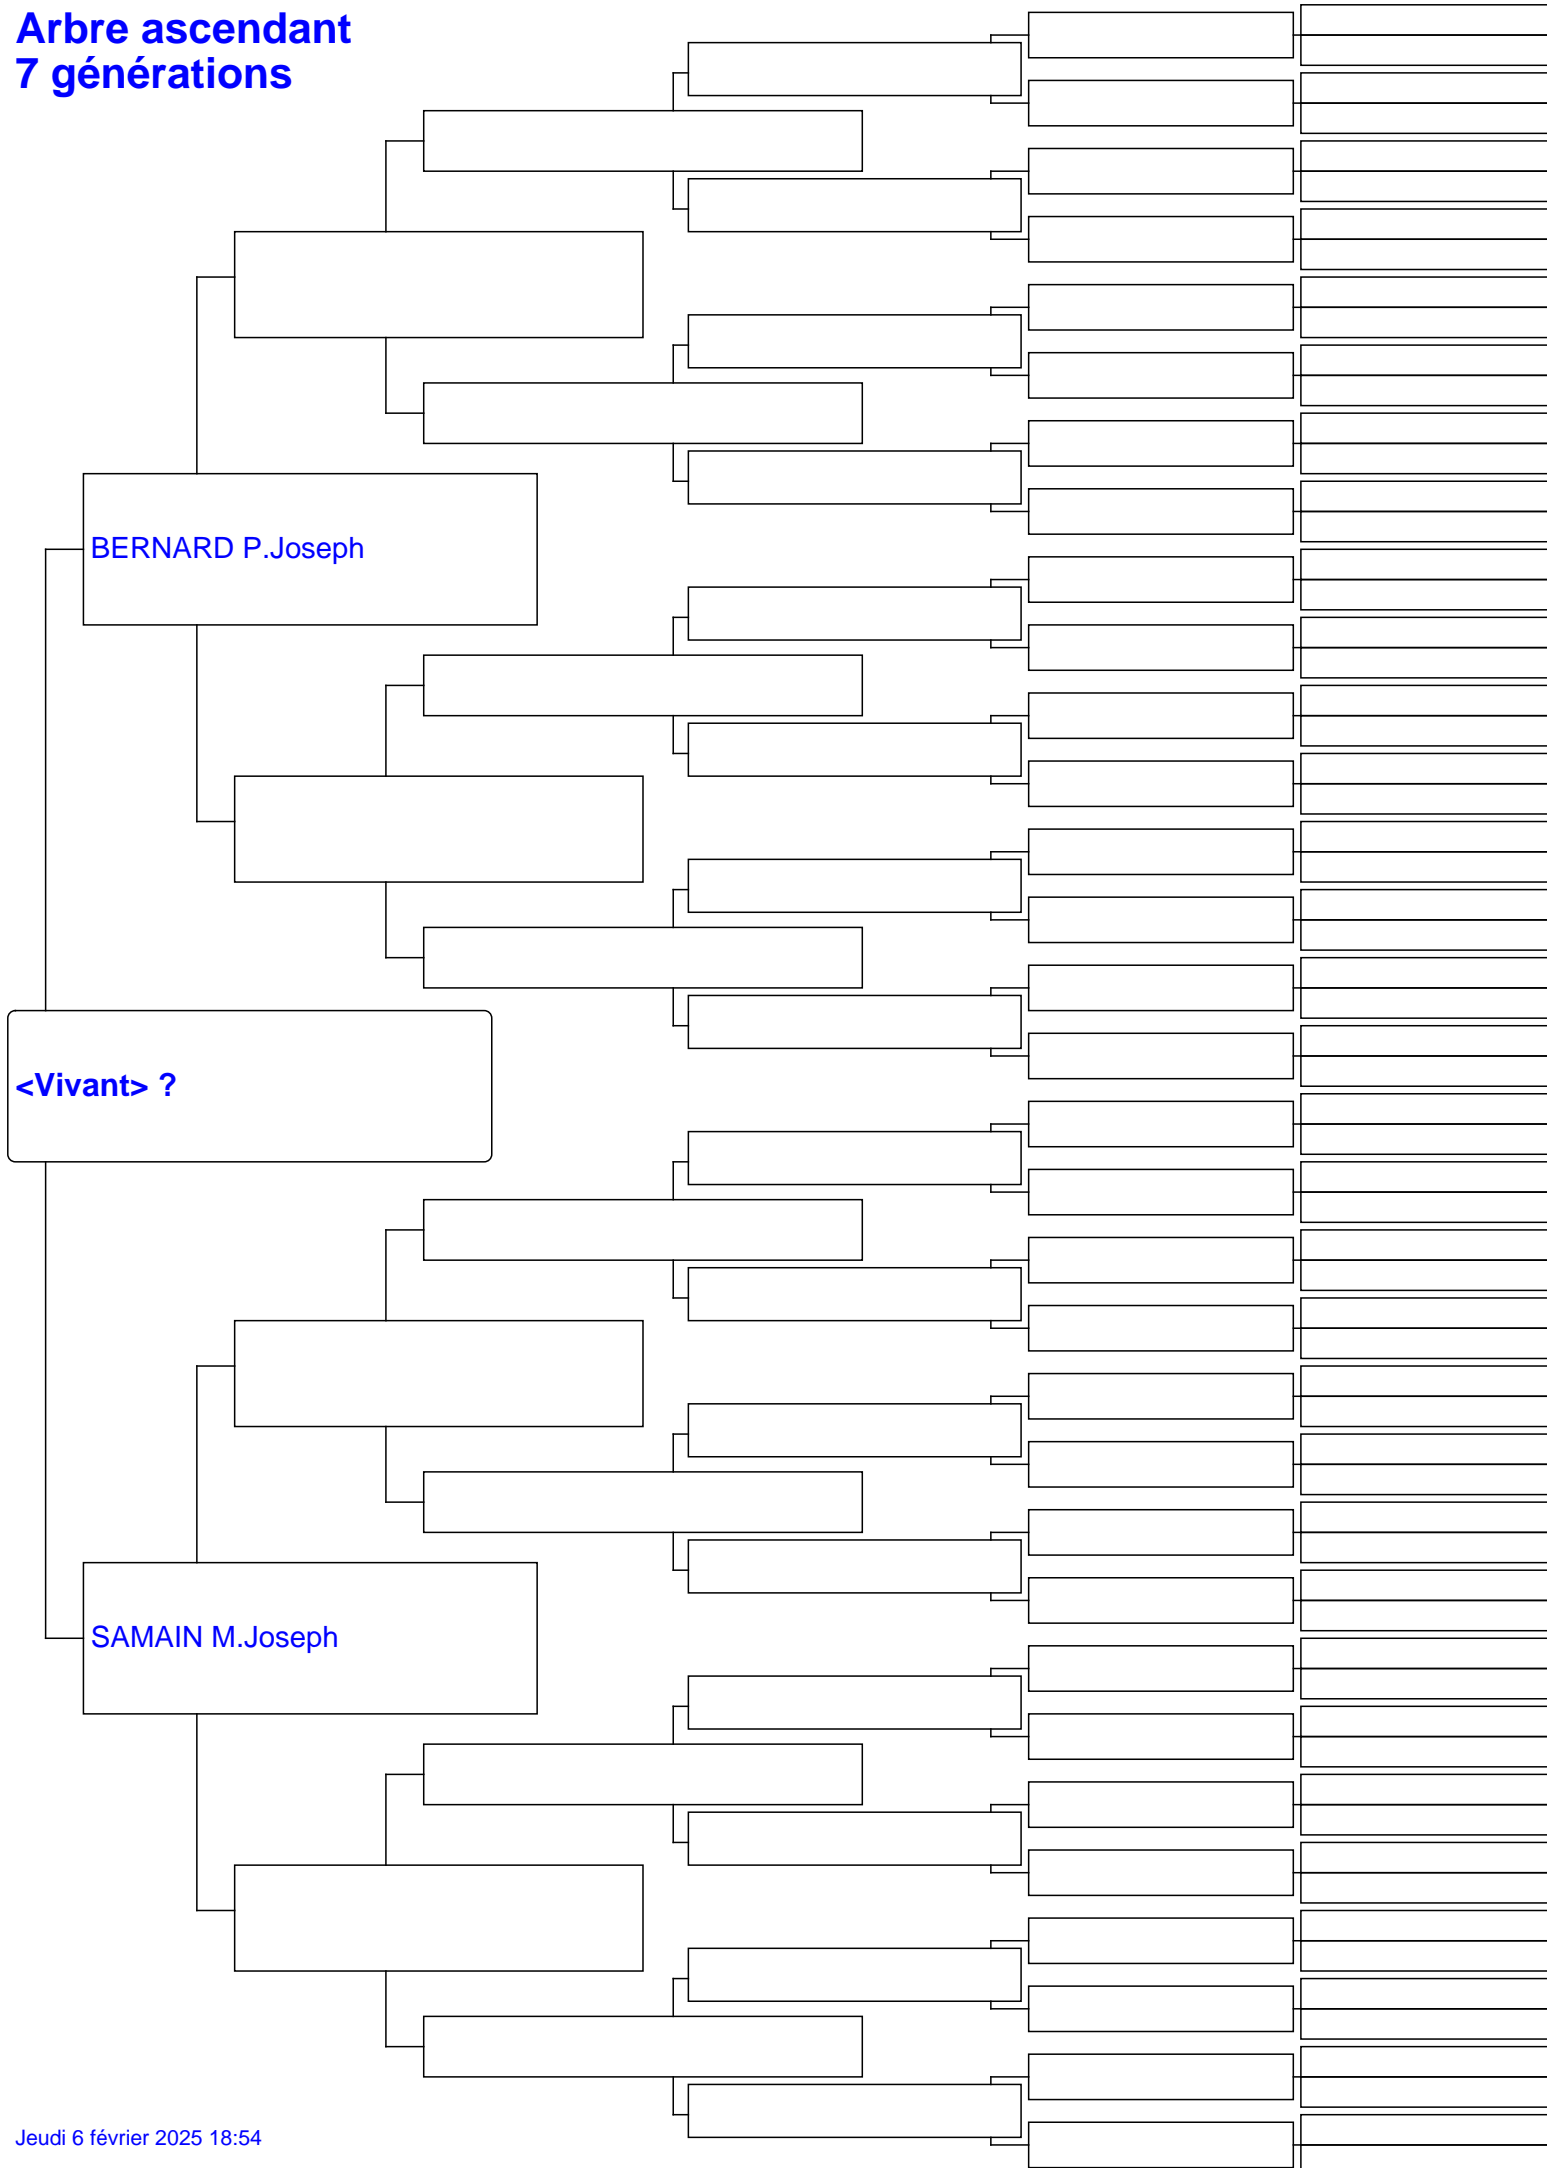 Arbre ascendant
7 générations
BERNARD P.Joseph
<Vivant> ?
SAMAIN M.Joseph
Jeudi 6 février 2025 18:54